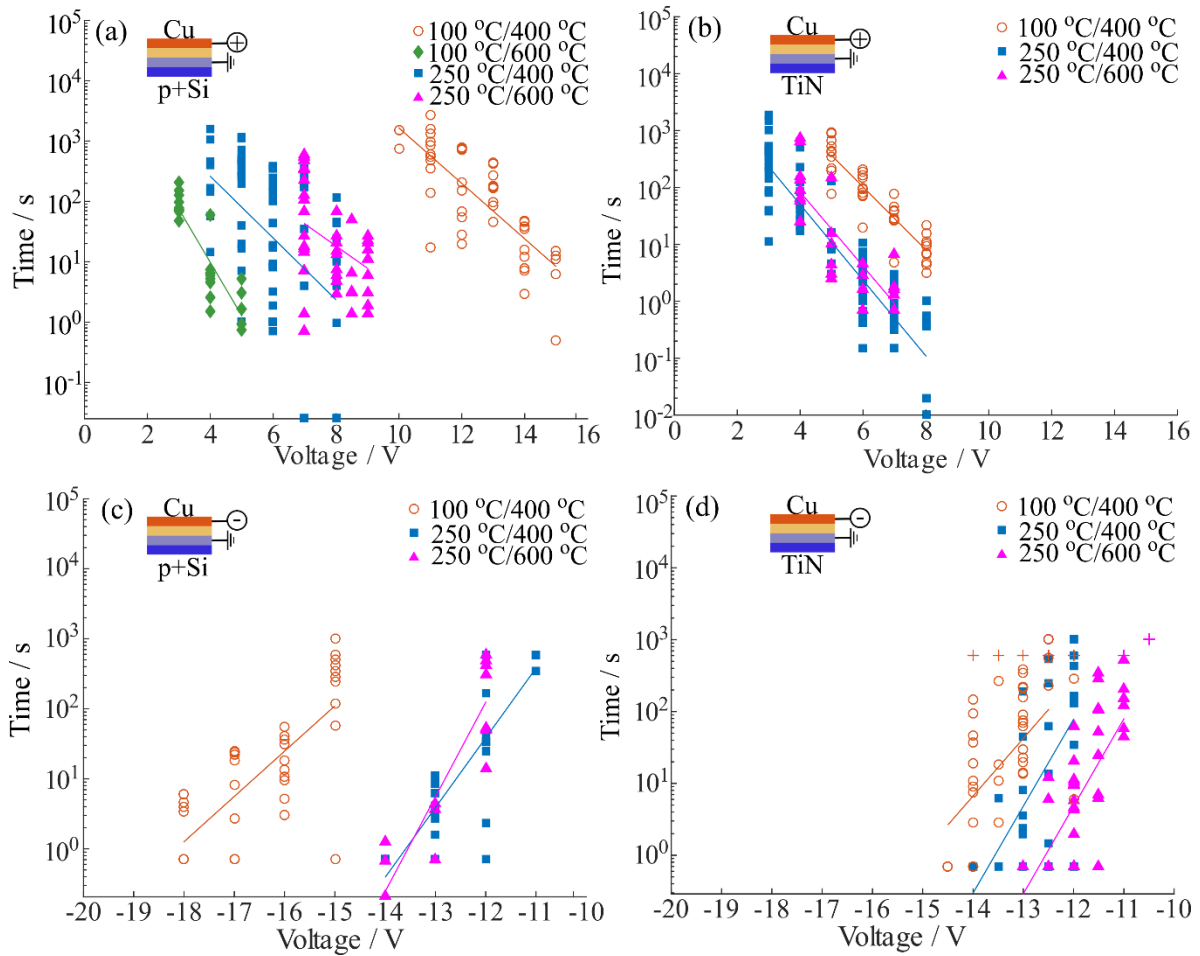 (a)
Cu
+
p+Si
100 °C/400 °C
100 °C/600 °C
250 °C/400 °C
250 °C/600 °C
10^5
10^4
10^3
10^2
10^1
10^0
10^-1
Time / s
0 2 4 6 8 10 12 14 16
Voltage / V
(b)
Cu
+
TiN
100 °C/400 °C
250 °C/400 °C
250 °C/600 °C
10^5
10^4
10^3
10^2
10^1
10^0
10^-1
10^-2
Time / s
0 2 4 6 8 10 12 14 16
Voltage / V
(c)
Cu
-
p+Si
100 °C/400 °C
250 °C/400 °C
250 °C/600 °C
10^5
10^4
10^3
10^2
10^1
10^0
Time / s
-20 -19 -18 -17 -16 -15 -14 -13 -12 -11 -10
Voltage / V
(d)
Cu
-
TiN
100 °C/400 °C
250 °C/400 °C
250 °C/600 °C
10^5
10^4
10^3
10^2
10^1
10^0
Time / s
-20 -19 -18 -17 -16 -15 -14 -13 -12 -11 -10
Voltage / V